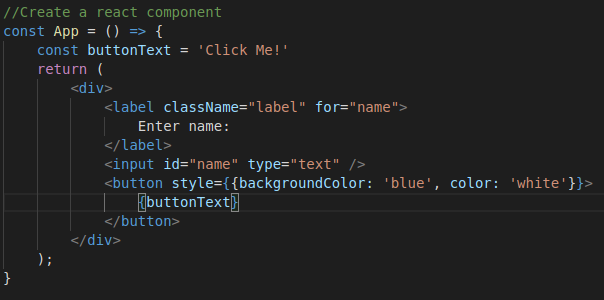 //Create a react component
const App = () => {
    const buttonText = 'Click Me!'
    return (
        <div>
            <label className="label" for="name">
                Enter name:
            </label>
            <input id="name" type="text" />
            <button style={{backgroundColor: 'blue', color: 'white'}}>
                {buttonText}
            </button>
        </div>
    );
}